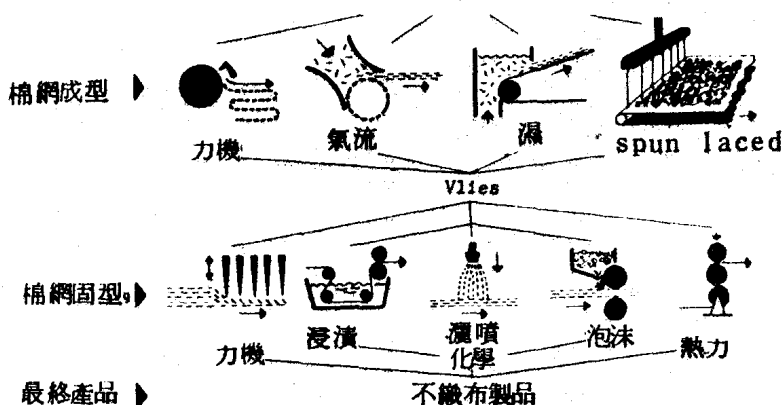 棉網成型
力機
氣流
濕
spun laced
Vlies
棉網固型,
力機
浸漬
灑噴
化學
泡沫
熱力
最終產品
不織布製品